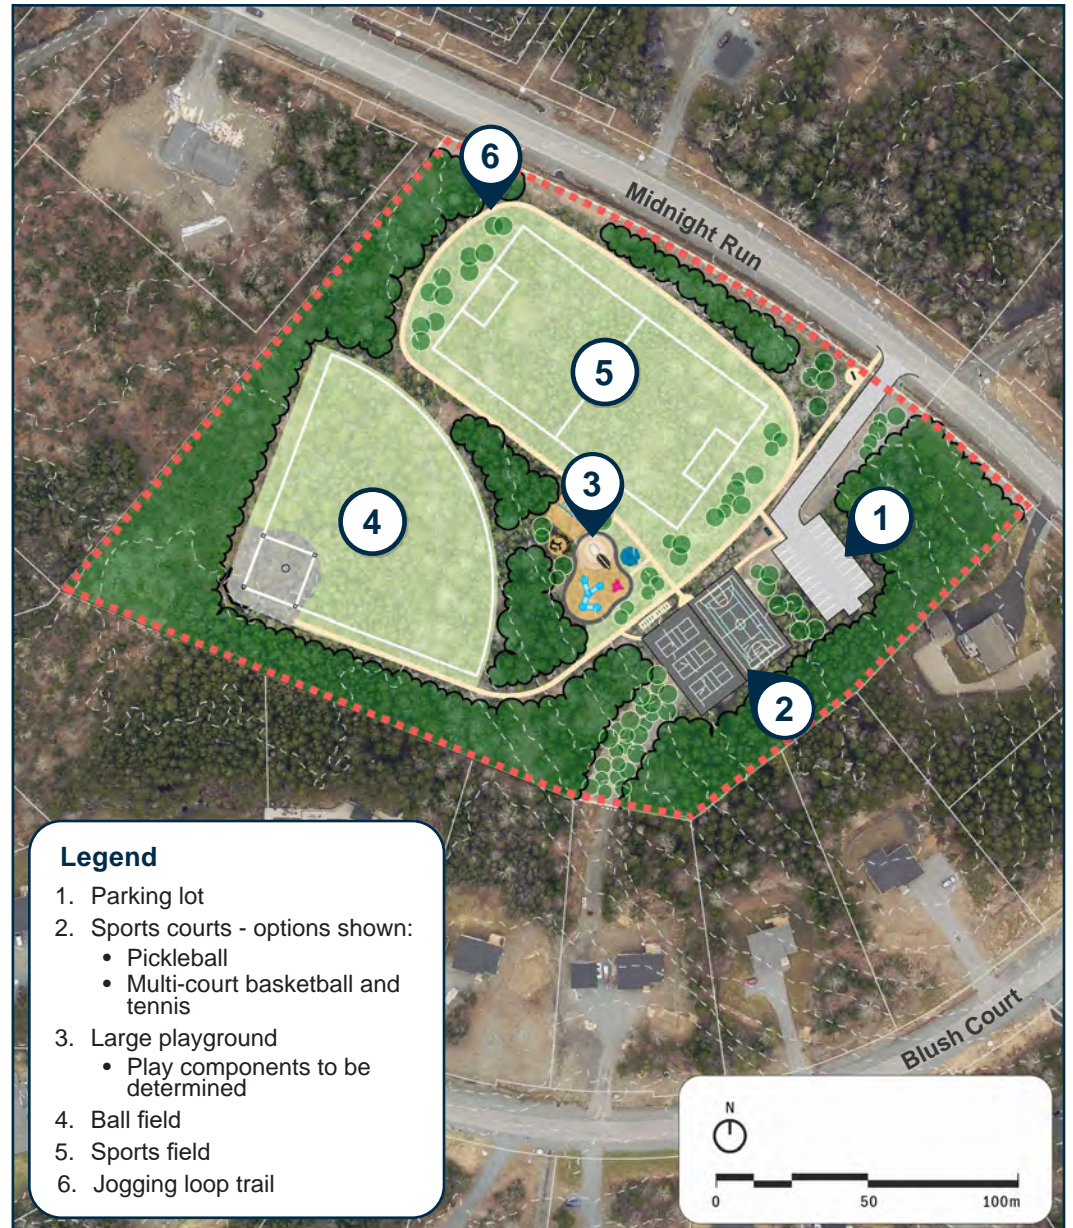 6
Midnight Run
5
3
4
1
2
Legend
1. Parking lot
2. Sports courts - options shown:
• Pickleball
• Multi-court basketball and
tennis
3. Large playground
• Play components to be
determined
4. Ball field
5. Sports field
6. Jogging loop trail
Blush Court
N
0 50 100m